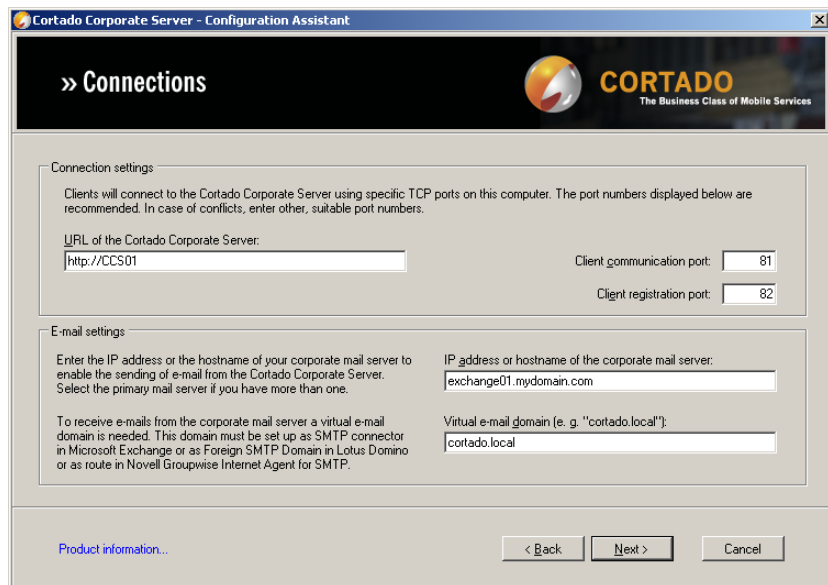 Cortado Corporate Server - Configuration Assistant
» Connections
CORTADO
The Business Class of Mobile Services
Connection settings
Clients will connect to the Cortado Corporate Server using specific TCP ports on this computer. The port numbers displayed below are
recommended. In case of conflicts, enter other, suitable port numbers.
URL of the Cortado Corporate Server:
http://CCS01
Client communication port: 81
Client registration port: 82
E-mail settings
Enter the IP address or the hostname of your corporate mail server to
enable the sending of e-mail from the Cortado Corporate Server.
Select the primary mail server if you have more than one.
IP address or hostname of the corporate mail server:
exchange01.mydomain.com
To receive e-mails from the corporate mail server a virtual e-mail
domain is needed. This domain must be set up as SMTP connector
in Microsoft Exchange or as Foreign SMTP Domain in Lotus Domino
or as route in Novell Groupwise Internet Agent for SMTP.
Virtual e-mail domain (e. g. "cortado.local"):
cortado.local
Product information...
< Back
Next >
Cancel